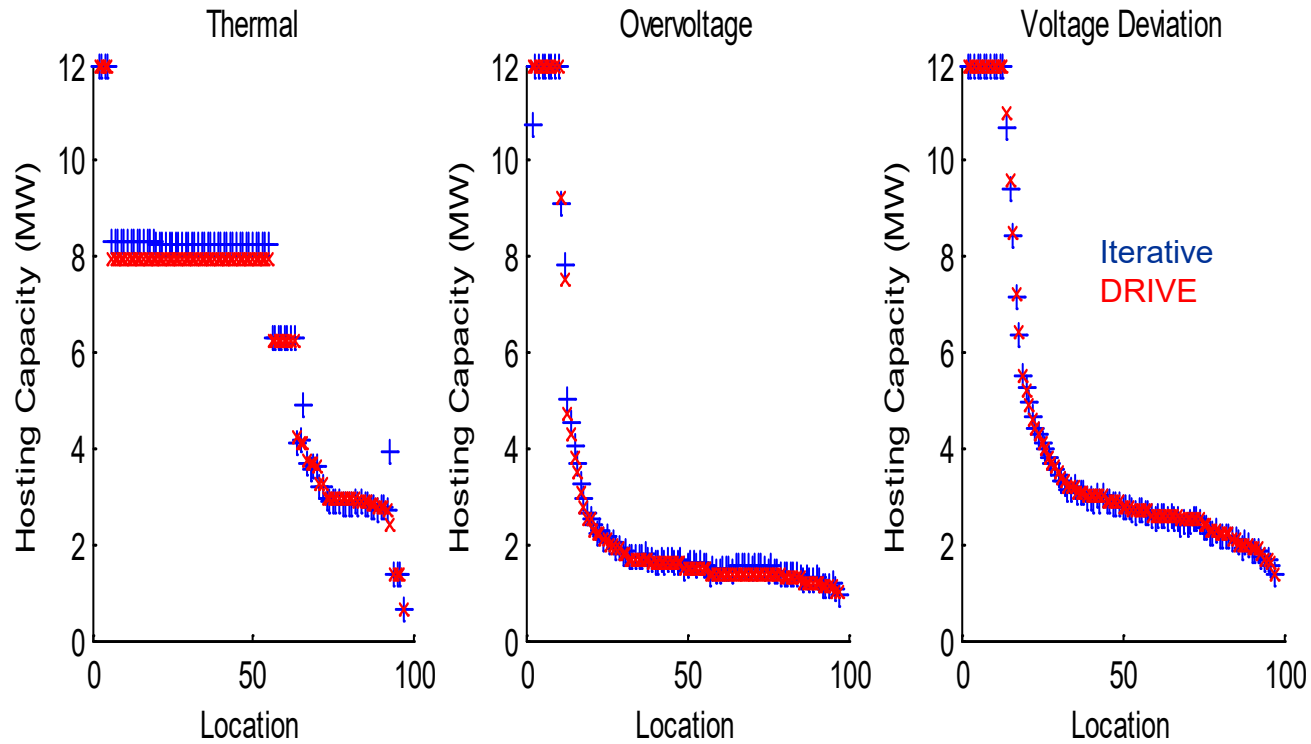 Thermal
Hosting Capacity (MW)
12
10
8
6
4
2
0
0
50
100
Location
Overvoltage
Hosting Capacity (MW)
12
10
8
6
4
2
0
0
50
100
Location
Voltage Deviation
Hosting Capacity (MW)
12
10
8
6
4
2
0
0
50
100
Location
Iterative
DRIVE